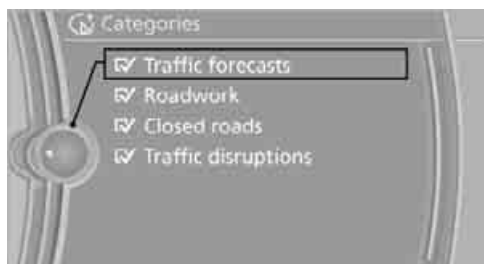 Categories
Traffic forecasts
Roadwork
Closed roads
Traffic disruptions